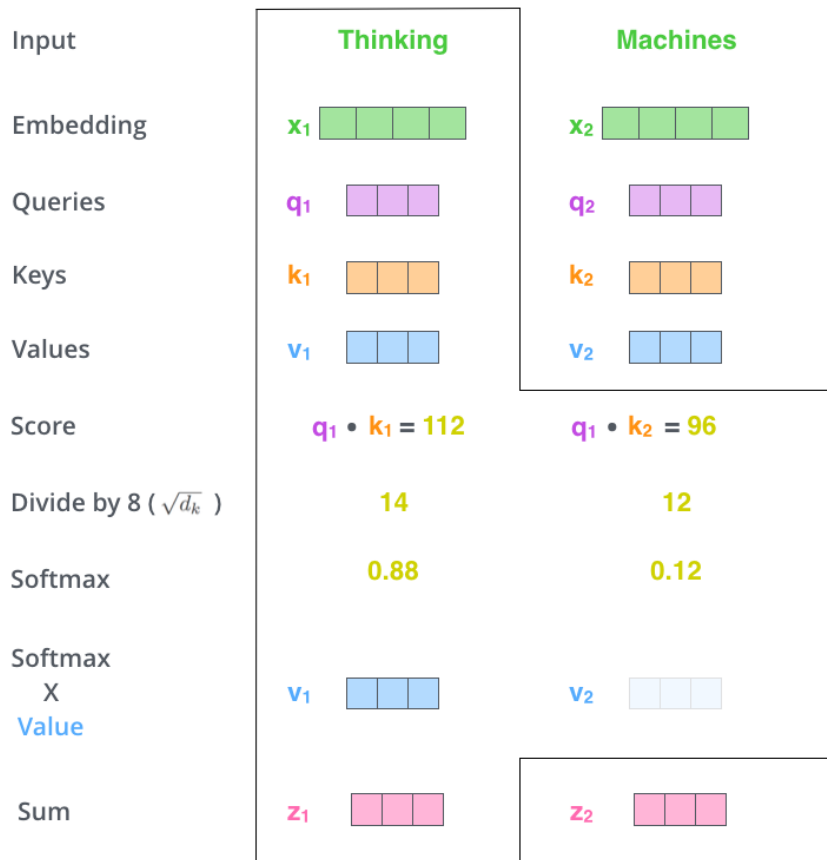 Input Thinking Machines
Embedding x₁ x₂
Queries q₁ q₂
Keys k₁ k₂
Values v₁ v₂
Score q₁ • k₁ = 112 q₁ • k₂ = 96
Divide by 8 ( √dₖ ) 14 12
Softmax 0.88 0.12
Softmax
X
Value
v₁ v₂
Sum z₁ z₂